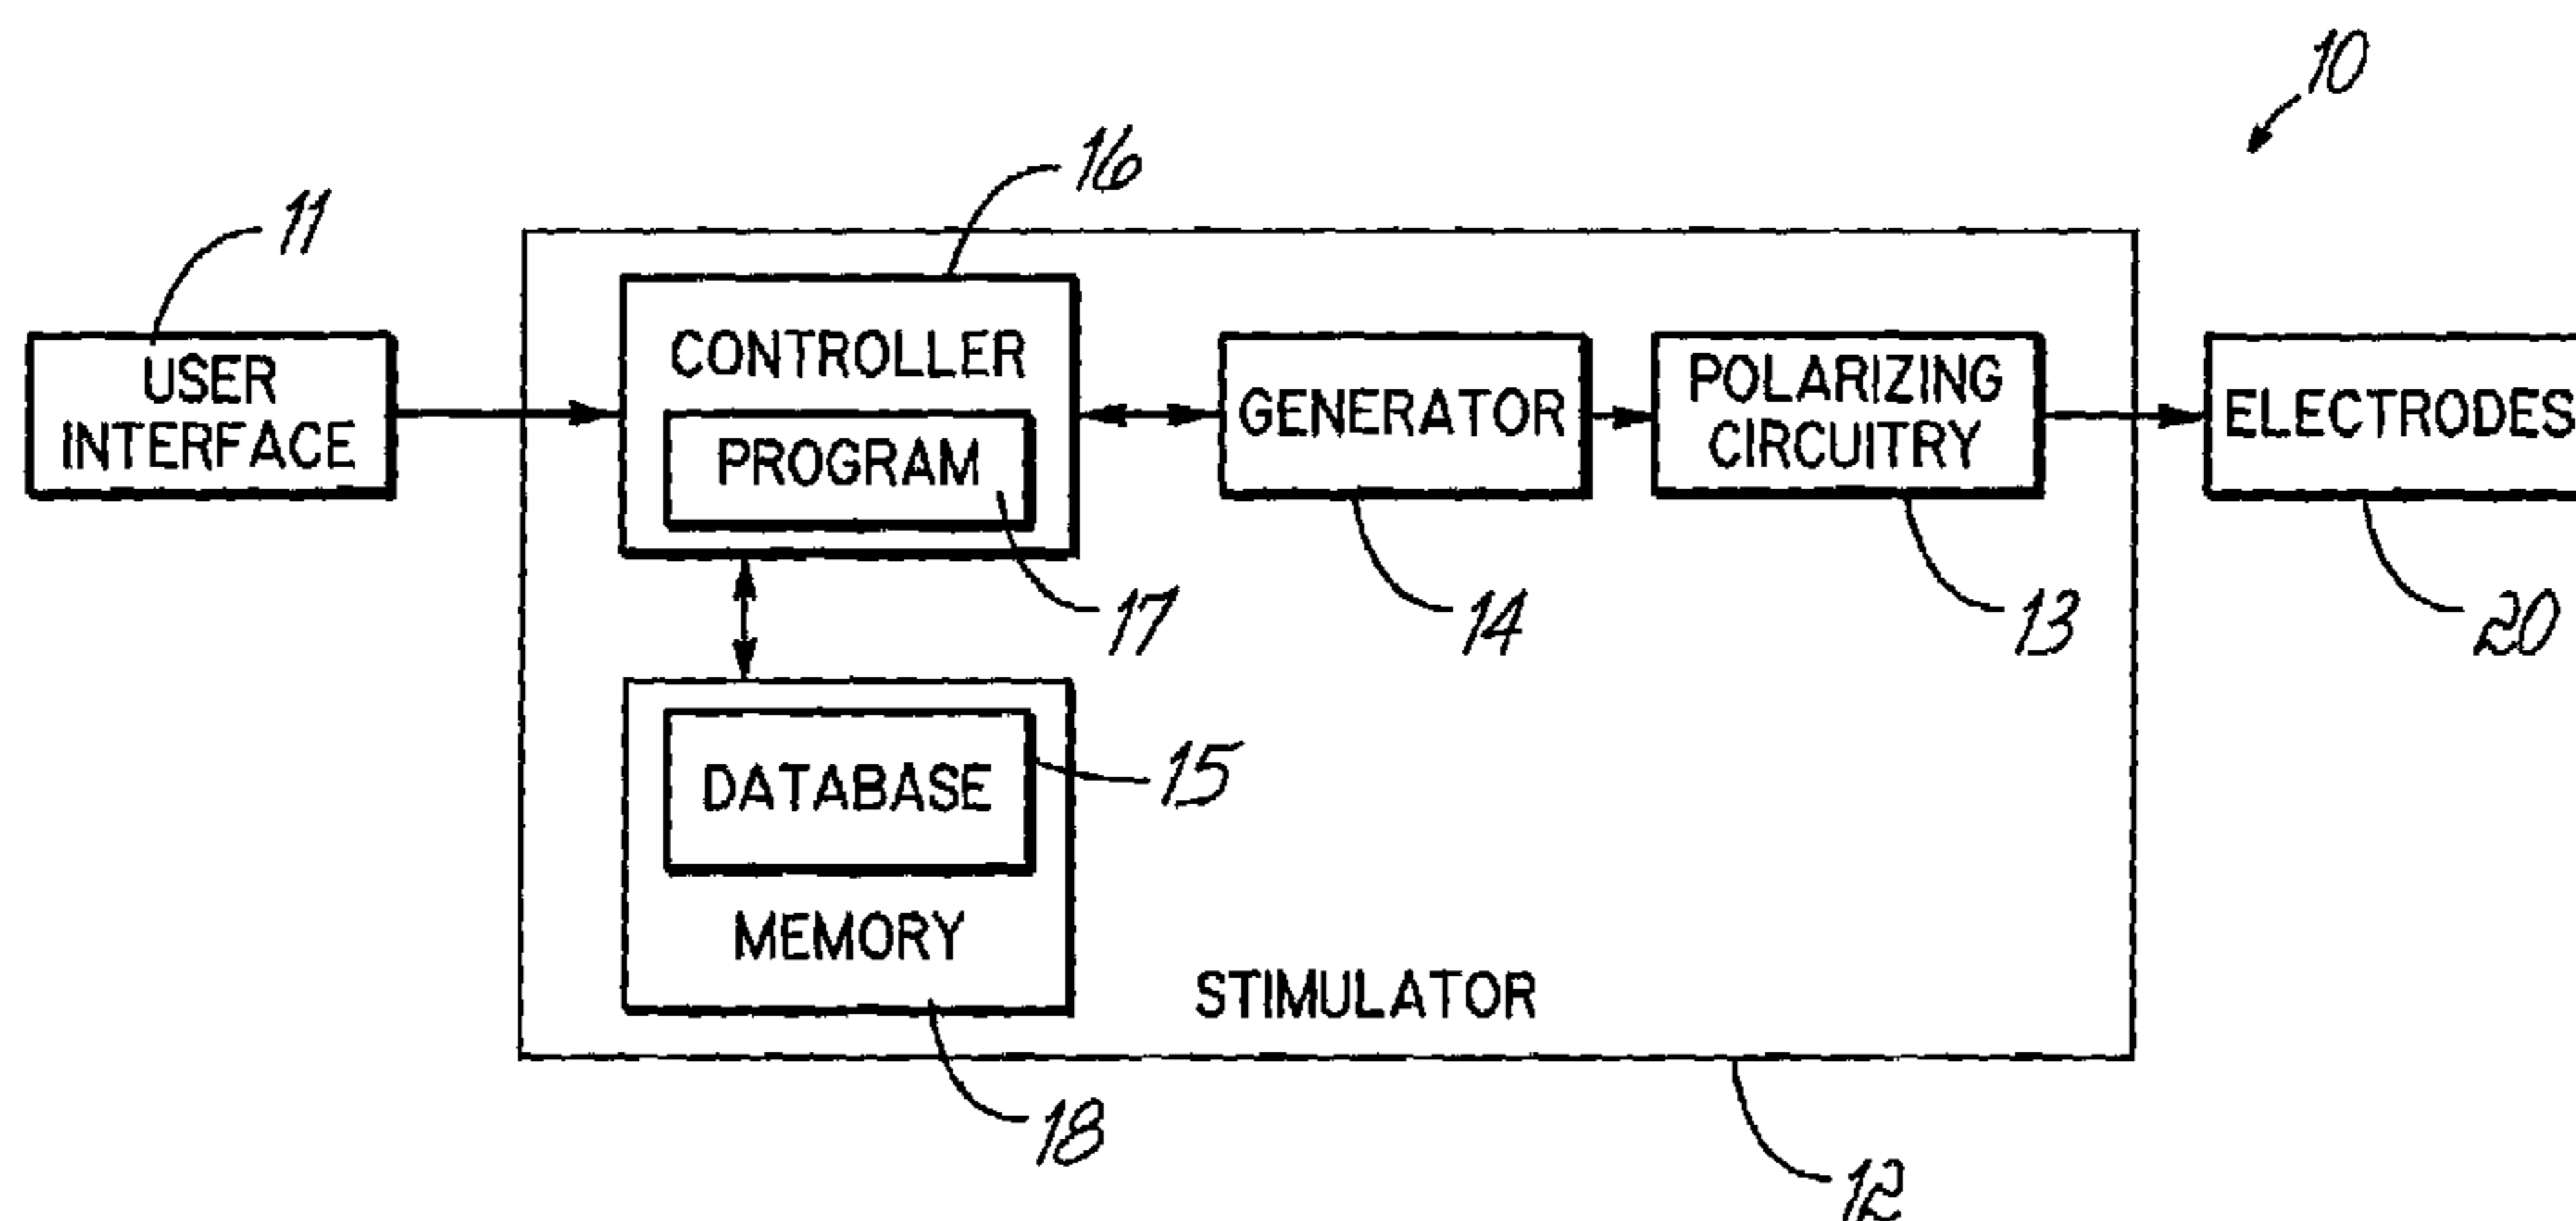 10
16
11
CONTROLLER
USER
INTERFACE
PROGRAM
GENERATOR
POLARIZING
CIRCUITRY
ELECTRODES
17
14
13
20
DATABASE
15
MEMORY
STIMULATOR
18
12